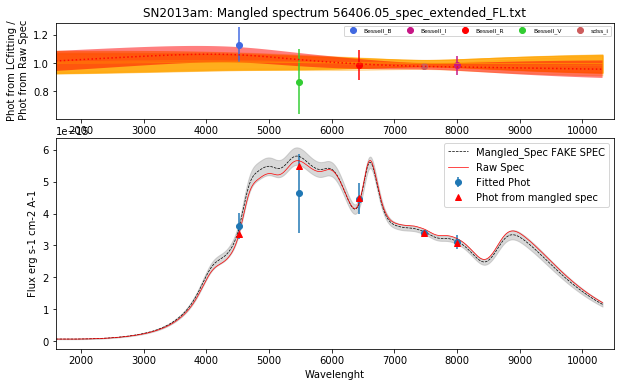 SN2013am: Mangled spectrum 56406.05_spec_extended_FL.txt
Phot from LCfitting /
Phot from Raw Spec
1.2
1.0
0.8
Bessell_B
Bessell_I
Bessell_R
Bessell_V
sdss_i
2000 3000 4000 5000 6000 7000 8000 9000 10000
Flux erg s-1 cm-2 A-1
6
5
4
3
2
1
0
Mangled_Spec FAKE SPEC
Raw Spec
Fitted Phot
Phot from mangled spec
2000 3000 4000 5000 6000 7000 8000 9000 10000
Wavelenght